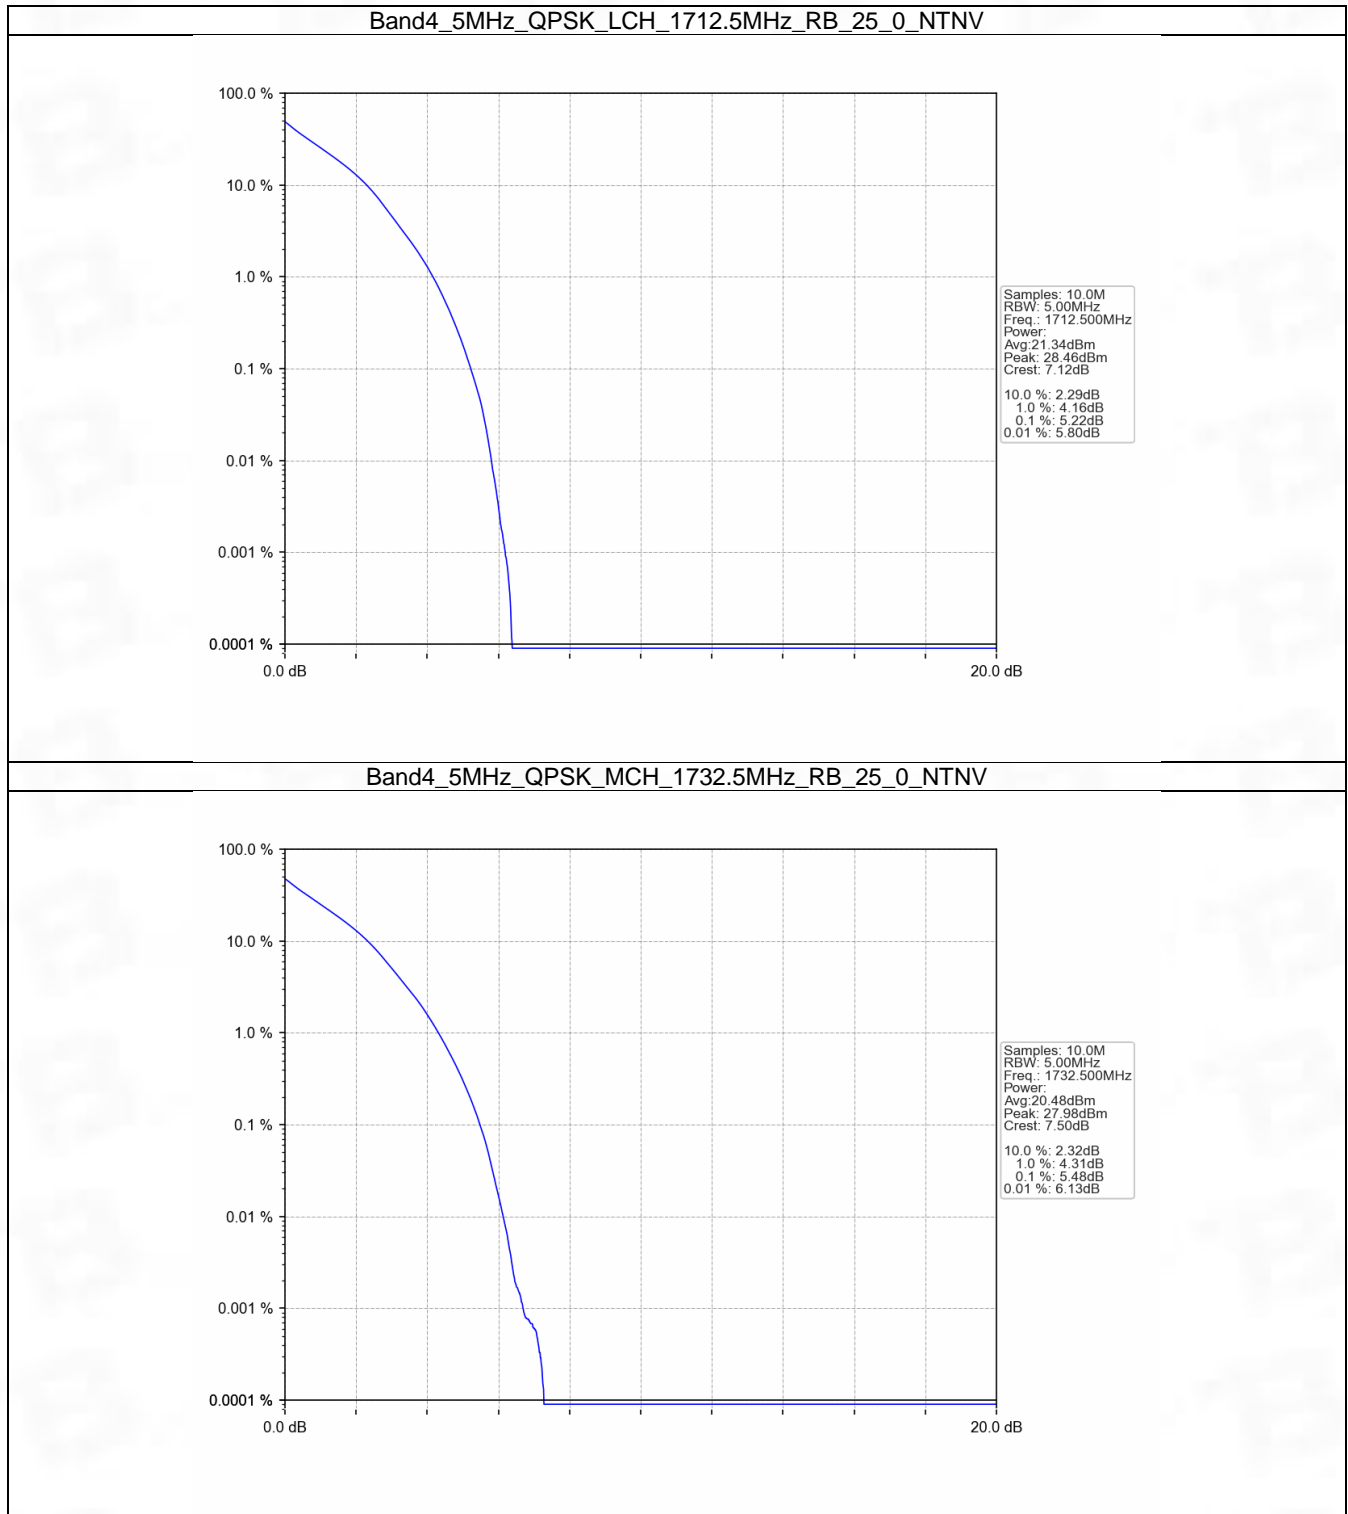 Band4_5MHz_QPSK_LCH_1712.5MHz_RB_25_0_NTNV
100.0 %
10.0 %
1.0 %
0.1 %
0.01 %
0.001 %
0.0001 %
0.0 dB
20.0 dB
Samples: 10.0M
RBW: 5.00MHz
Freq.: 1712.500MHz
Power:
Avg:21.34dBm
Peak: 28.46dBm
Crest: 7.12dB
10.0 %: 2.29dB
1.0 %: 4.16dB
0.1 %: 5.22dB
0.01 %: 5.80dB
Band4_5MHz_QPSK_MCH_1732.5MHz_RB_25_0_NTNV
100.0 %
10.0 %
1.0 %
0.1 %
0.01 %
0.001 %
0.0001 %
0.0 dB
20.0 dB
Samples: 10.0M
RBW: 5.00MHz
Freq.: 1732.500MHz
Power:
Avg:20.48dBm
Peak: 27.98dBm
Crest: 7.50dB
10.0 %: 2.32dB
1.0 %: 4.31dB
0.1 %: 5.48dB
0.01 %: 6.13dB